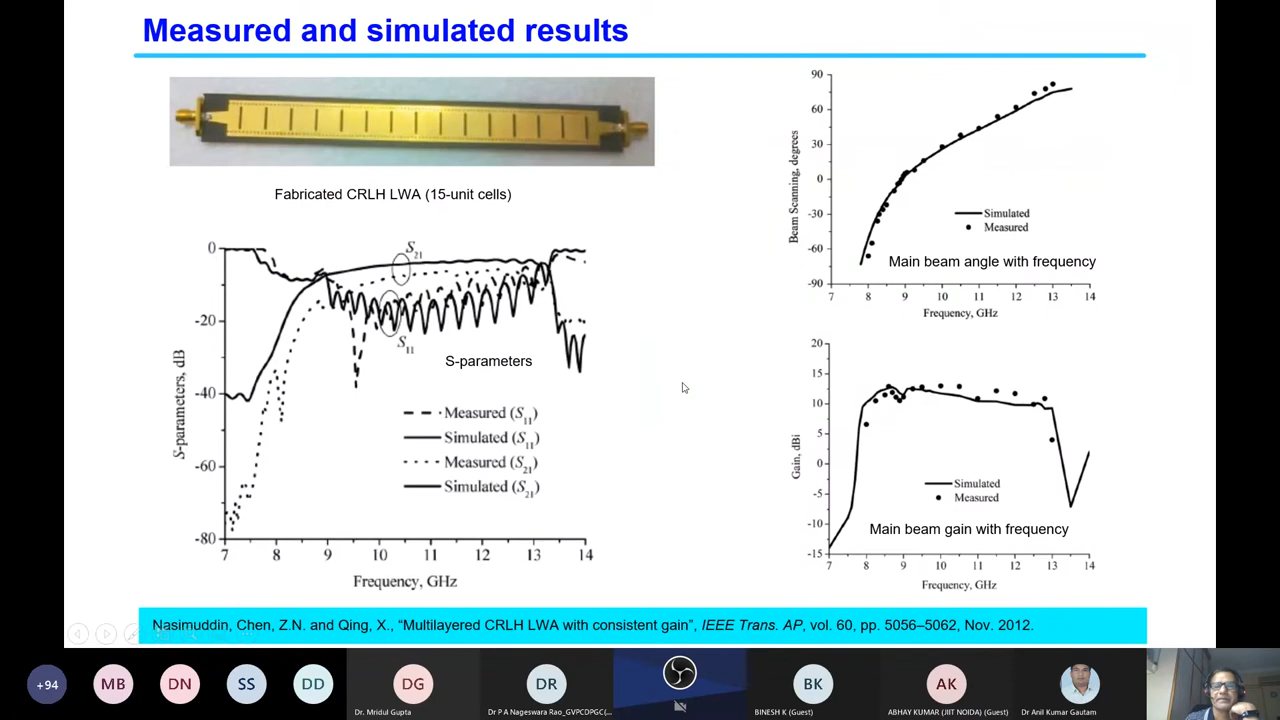 Measured and simulated results
Fabricated CRLH LWA (15-unit cells)
S21
0
-20
-40
-60
-80
S-parameters, dB
S11
S-parameters
Measured (S11)
Simulated (S11)
Measured (S21)
Simulated (S21)
7 8 9 10 11 12 13 14
Frequency, GHz
90
60
30
0
-30
-60
-90
Beam Scanning, degrees
Simulated
Measured
Main beam angle with frequency
7 8 9 10 11 12 13 14
Frequency, GHz
20
15
10
5
0
-5
-10
-15
Gain, dBi
Simulated
Measured
Main beam gain with frequency
7 8 9 10 11 12 13 14
Frequency, GHz
Nasimuddin, Chen, Z.N. and Qing, X., “Multilayered CRLH LWA with consistent gain”, IEEE Trans. AP, vol. 60, pp. 5056–5062, Nov. 2012.
+94 MB DN SS DD DG DR BK AK
Dr. Mridul Gupta
Dr P A Nageswara Rao_GVPCDPGC(...
BINESH K (Guest)
ABHAY KUMAR (JIIT NOIDA) (Guest)
Dr Anil Kumar Gautam